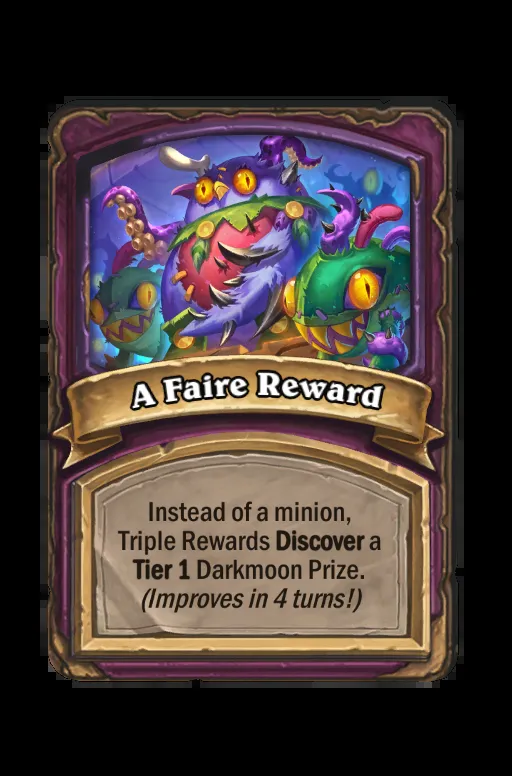 A Faire Reward
Instead of a minion,
Triple Rewards Discover a
Tier 1 Darkmoon Prize.
(Improves in 4 turns!)